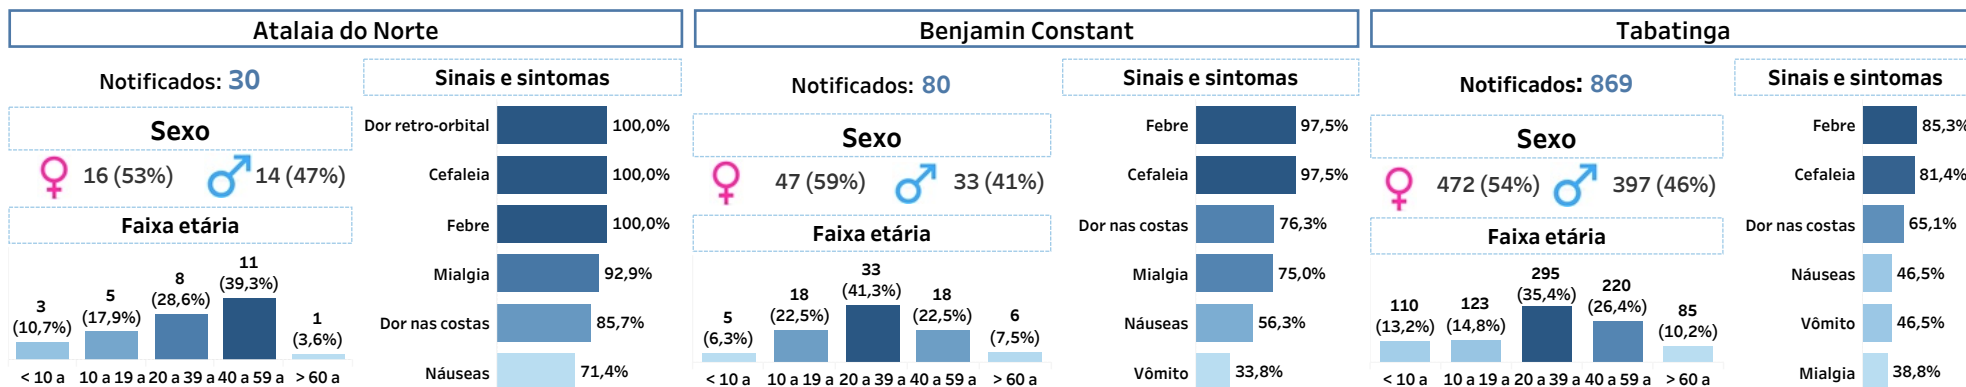 Atalaia do Norte
Notificados: 30
Sexo
16 (53%) 14 (47%)
Faixa etária
3 (10,7%)
5 (17,9%)
8 (28,6%)
11 (39,3%)
1 (3,6%)
< 10 a 10 a 19 a 20 a 39 a 40 a 59 a > 60 a
Sinais e sintomas
Dor retro-orbital 100,0%
Cefaleia 100,0%
Febre 100,0%
Mialgia 92,9%
Dor nas costas 85,7%
Náuseas 71,4%
Benjamin Constant
Notificados: 80
Sexo
47 (59%) 33 (41%)
Faixa etária
5 (6,3%)
18 (22,5%)
33 (41,3%)
18 (22,5%)
6 (7,5%)
< 10 a 10 a 19 a 20 a 39 a 40 a 59 a > 60 a
Sinais e sintomas
Febre 97,5%
Cefaleia 97,5%
Dor nas costas 76,3%
Mialgia 75,0%
Náuseas 56,3%
Vômito 33,8%
Tabatinga
Notificados: 869
Sexo
472 (54%) 397 (46%)
Faixa etária
110 (13,2%)
123 (14,8%)
295 (35,4%)
220 (26,4%)
85 (10,2%)
< 10 a 10 a 19 a 20 a 39 a 40 a 59 a > 60 a
Sinais e sintomas
Febre 85,3%
Cefaleia 81,4%
Dor nas costas 65,1%
Náuseas 46,5%
Vômito 46,5%
Mialgia 38,8%